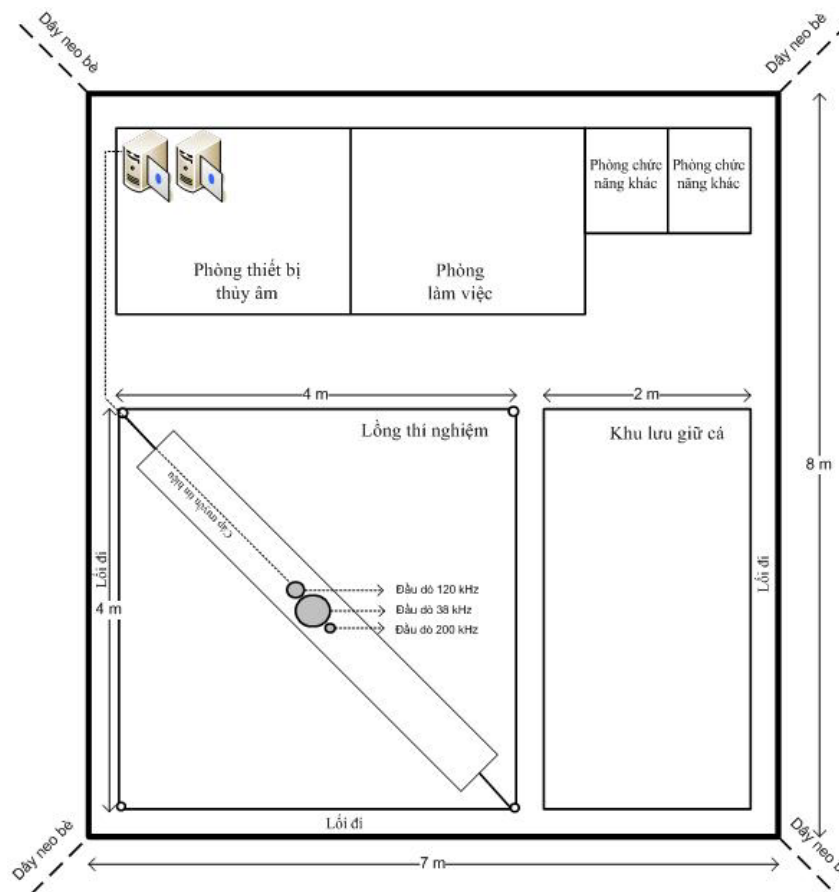 Dây neo bè
Dây neo bè
Phòng chức
năng khác
Phòng chức
năng khác
Phòng thiết bị
thủy âm
Phòng
làm việc
4 m
2 m
Lồng thí nghiệm
Khu lưu giữ cá
8 m
Cáp truyền tín hiệu
Lối đi
Lối đi
Đầu dò 120 kHz
4 m
Đầu dò 38 kHz
Đầu dò 200 kHz
Lối đi
Lối đi
Dây neo bè
Dây neo bè
7 m